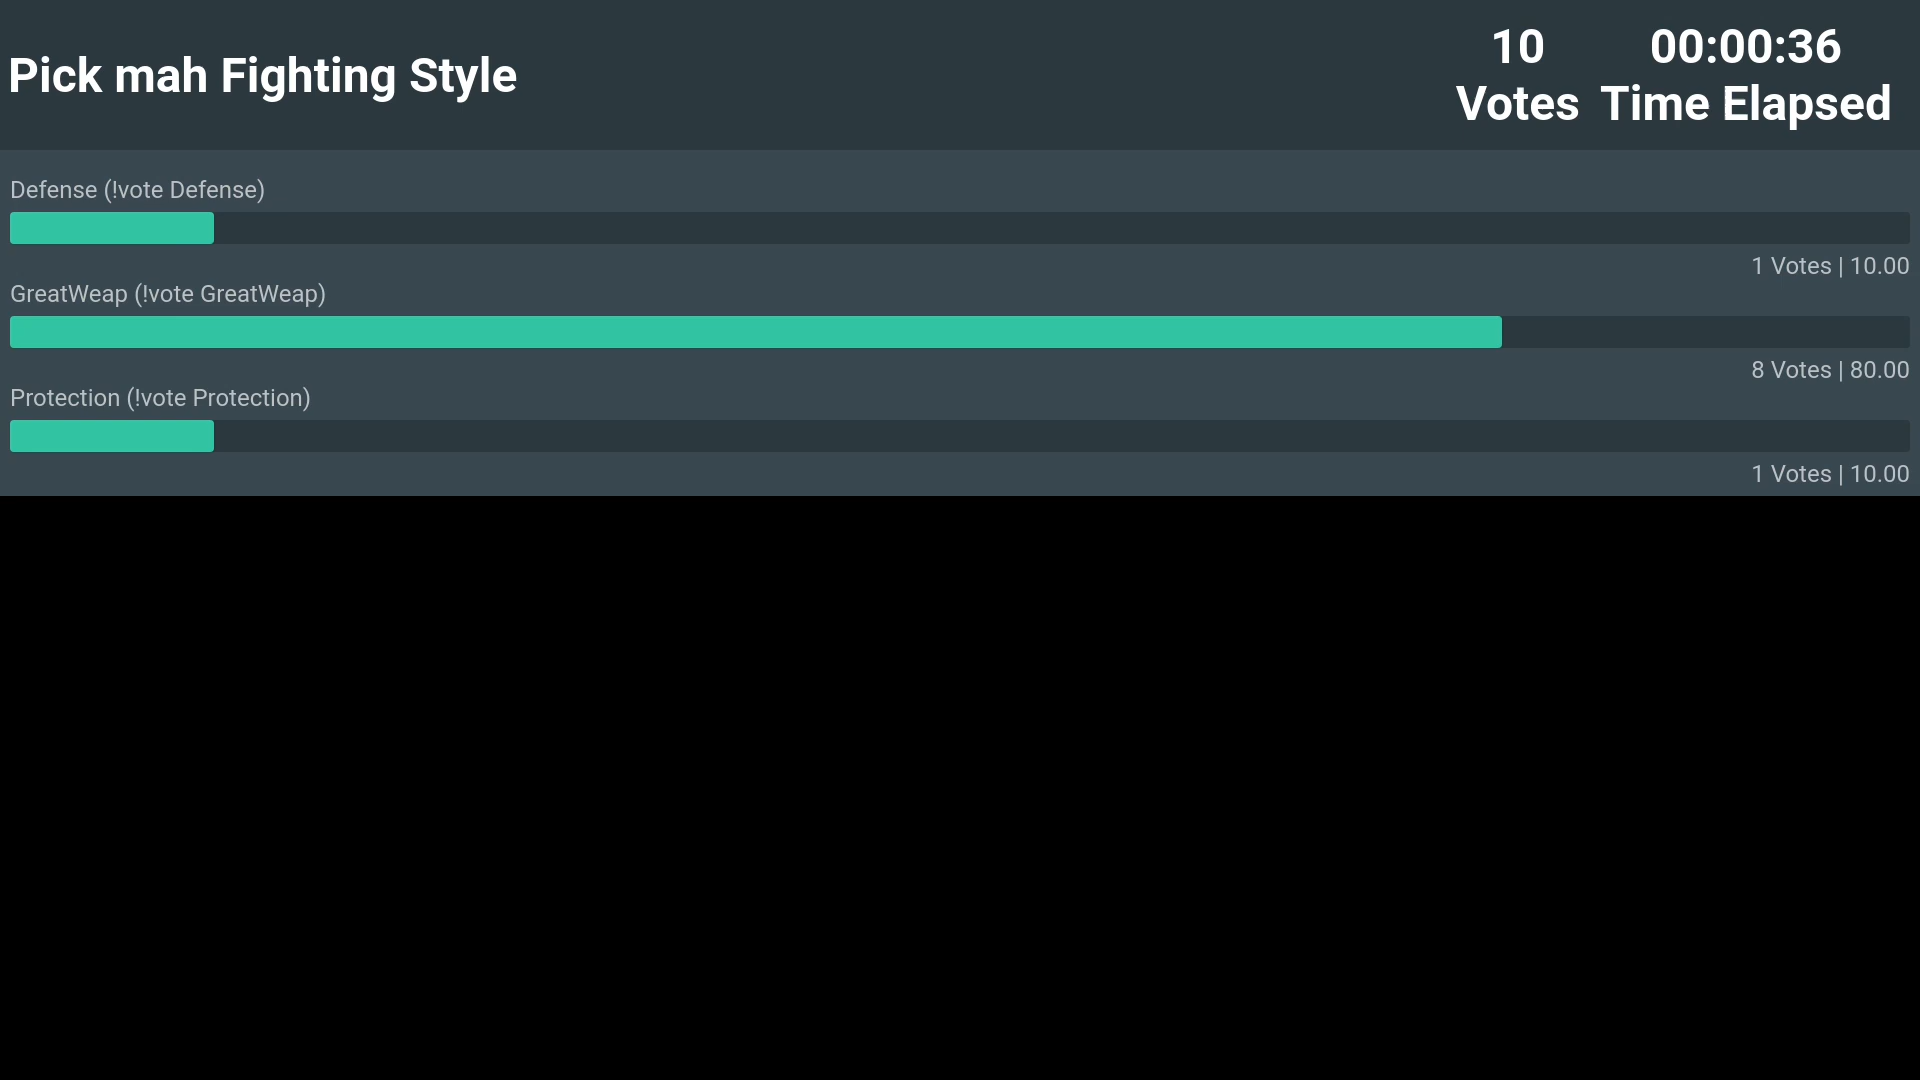 Pick mah Fighting Style
10
Votes
00:00:36
Time Elapsed
Defense (!vote Defense)
1 Votes | 10.00
GreatWeap (!vote GreatWeap)
8 Votes | 80.00
Protection (!vote Protection)
1 Votes | 10.00